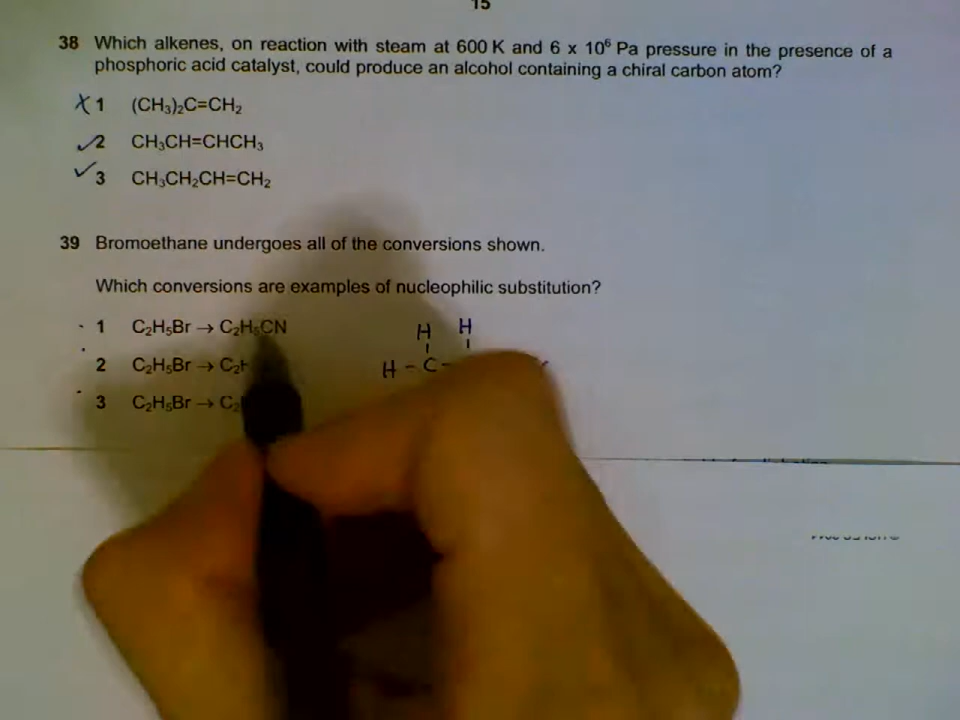 15
38 Which alkenes, on reaction with steam at 600 K and 6 x 10⁶ Pa pressure in the presence of a
phosphoric acid catalyst, could produce an alcohol containing a chiral carbon atom?
✗ 1 (CH₃)₂C=CH₂
✓ 2 CH₃CH=CHCH₃
✓ 3 CH₃CH₂CH=CH₂
39 Bromoethane undergoes all of the conversions shown.
Which conversions are examples of nucleophilic substitution?
1 C₂H₅Br → C₂H₅CN
H H
2 C₂H₅Br → C₂H
H - C -
3 C₂H₅Br → C₂